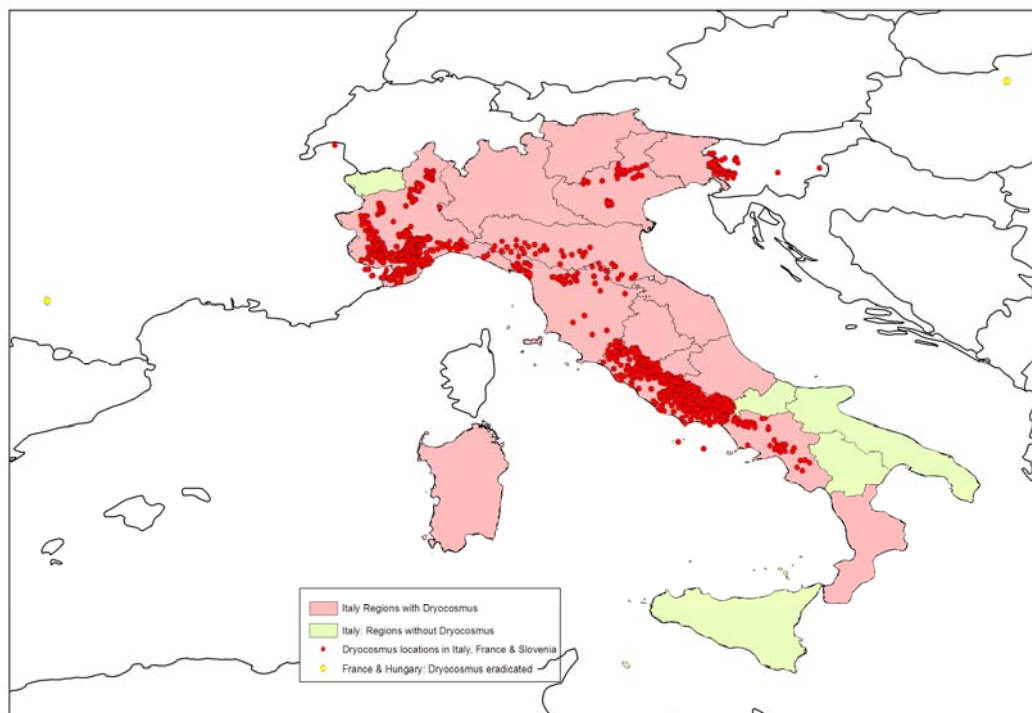 Italy Regions with Dryocosmus
Italy: Regions without Dryocosmus
Dryocosmus locations in Italy, France & Slovenia
France & Hungary: Dryocosmus eradicated